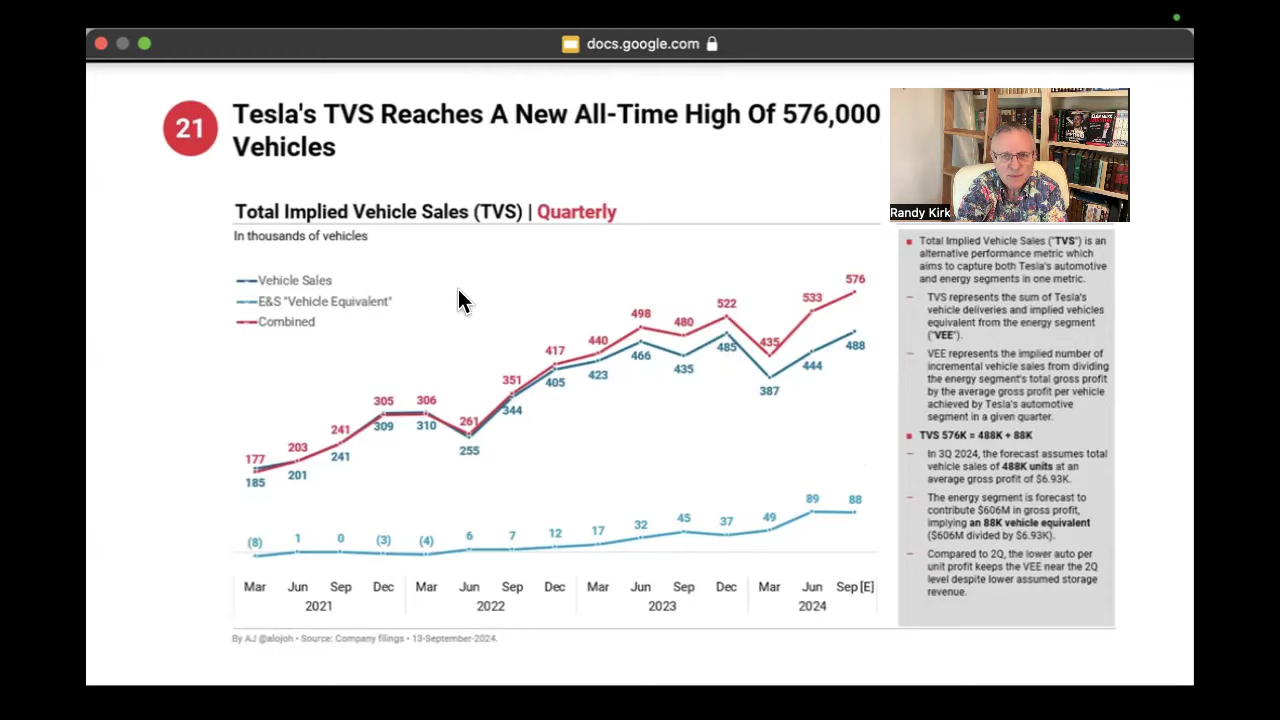 docs.google.com
21
Tesla's TVS Reaches A New All-Time High Of 576,000
Vehicles
Randy Kirk
Total Implied Vehicle Sales (TVS) | Quarterly
In thousands of vehicles
Vehicle Sales
E&S "Vehicle Equivalent"
Combined
177 203 241 305 306 261 351 417 440 498 480 522 435 533 576
185 201 241 309 310 255 344 405 423 466 435 485 387 444 488
(8) 1 0 (3) (4) 6 7 12 17 32 45 37 49 89 88
Mar Jun Sep Dec Mar Jun Sep Dec Mar Jun Sep Dec Mar Jun Sep [E]
2021 2022 2023 2024
By AJ @alojoh • Source: Company filings • 13-September-2024.
Total Implied Vehicle Sales ("TVS") is an
alternative performance metric which
aims to capture both Tesla's automotive
and energy segments in one metric.
– TVS represents the sum of Tesla's
vehicle deliveries and implied vehicles
equivalent from the energy segment
("VEE").
– VEE represents the implied number of
incremental vehicle sales from dividing
the energy segment's total gross profit
by the average gross profit per vehicle
achieved by Tesla's automotive
segment in a given quarter.
TVS 576K = 488K + 88K
– In 3Q 2024, the forecast assumes total
vehicle sales of 488K units at an
average gross profit of $6.93K.
– The energy segment is forecast to
contribute $606M in gross profit,
implying an 88K vehicle equivalent
($606M divided by $6.93K).
– Compared to 2Q, the lower auto per
unit profit keeps the VEE near the 2Q
level despite lower assumed storage
revenue.